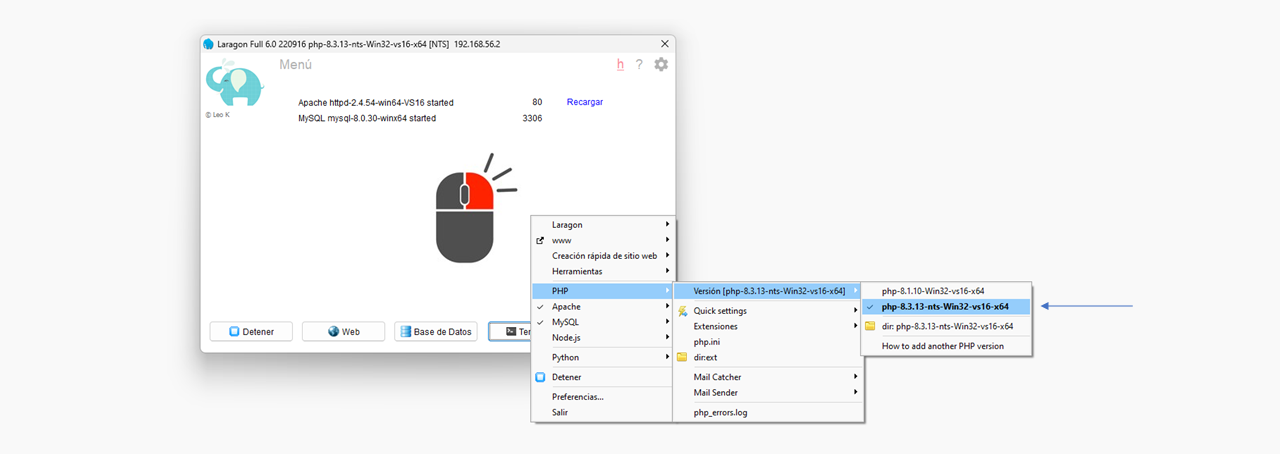 Laragon Full 6.0 220916 php-8.3.13-nts-Win32-vs16-x64 [NTS] 192.168.56.2
Menú
h ?
© Leo K
Apache httpd-2.4.54-win64-VS16 started 80 Recargar
MySQL mysql-8.0.30-winx64 started 3306
Detener
Web
Base de Datos
Ter
Laragon
www
Creación rápida de sitio web
Herramientas
PHP
Apache
MySQL
Node.js
Python
Detener
Preferencias...
Salir
Versión [php-8.3.13-nts-Win32-vs16-x64]
Quick settings
Extensiones
php.ini
dir:ext
Mail Catcher
Mail Sender
php_errors.log
php-8.1.10-Win32-vs16-x64
php-8.3.13-nts-Win32-vs16-x64
dir: php-8.3.13-nts-Win32-vs16-x64
How to add another PHP version